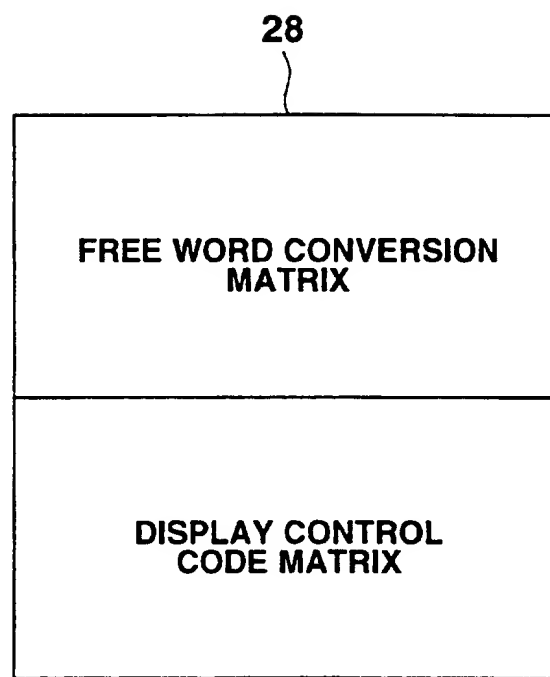 28
FREE WORD CONVERSION
MATRIX
DISPLAY CONTROL
CODE MATRIX